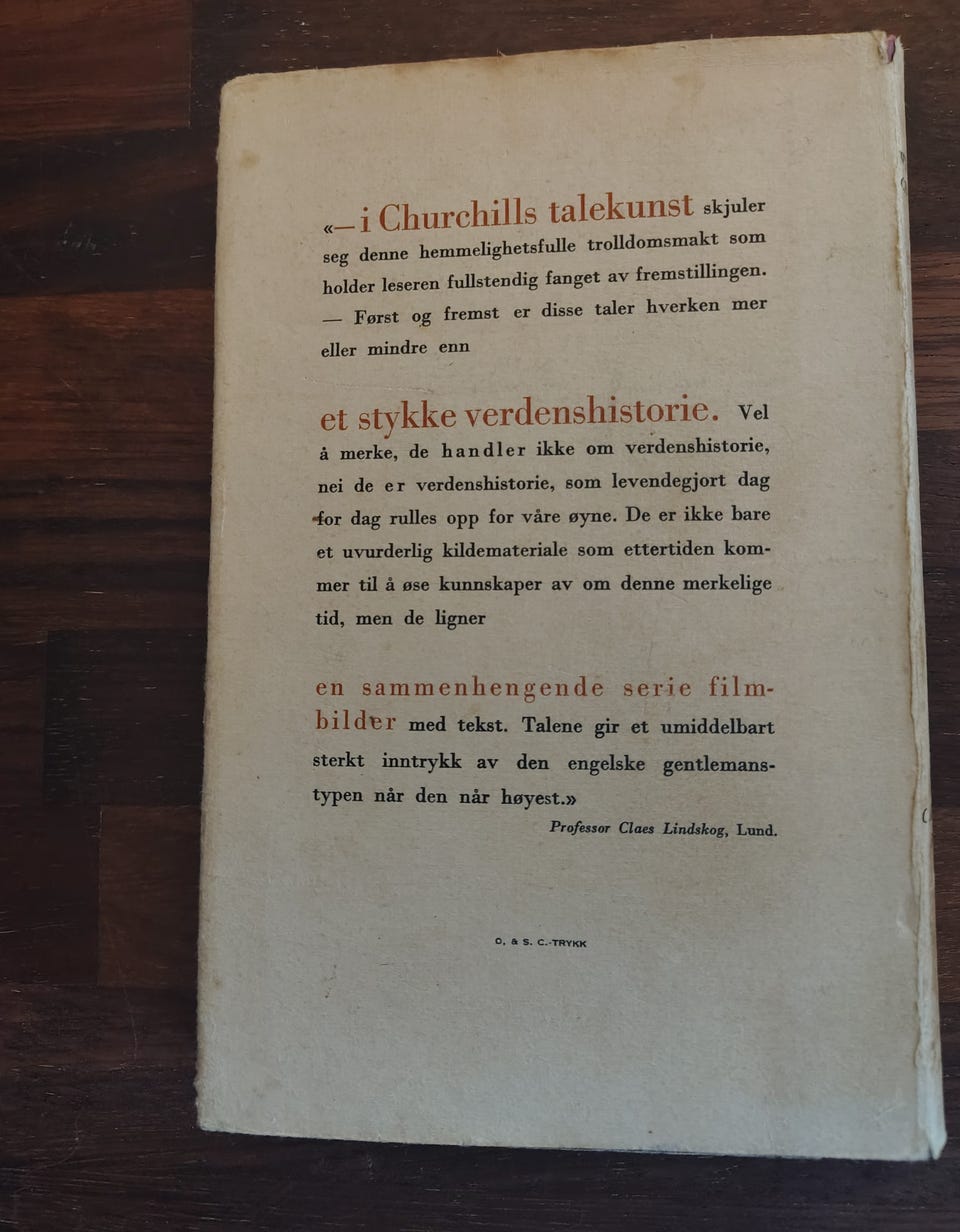 «— i Churchills talekunst skjuler
seg denne hemmelighetsfulle trolldomsmakt som
holder leseren fullstendig fanget av fremstillingen.
— Først og fremst er disse taler hverken mer
eller mindre enn
et stykke verdenshistorie. Vel
å merke, de handler ikke om verdenshistorie,
nei de er verdenshistorie, som levendegjort dag
for dag rulles opp for våre øyne. De er ikke bare
et uvurderlig kildemateriale som ettertiden kom-
mer til å øse kunnskaper av om denne merkelige
tid, men de ligner
en sammenhengende serie film-
bilder med tekst. Talene gir et umiddelbart
sterkt inntrykk av den engelske gentlemans-
typen når den når høyest.»
Professor Claes Lindskog, Lund.
O. & S. C.-TRYKK